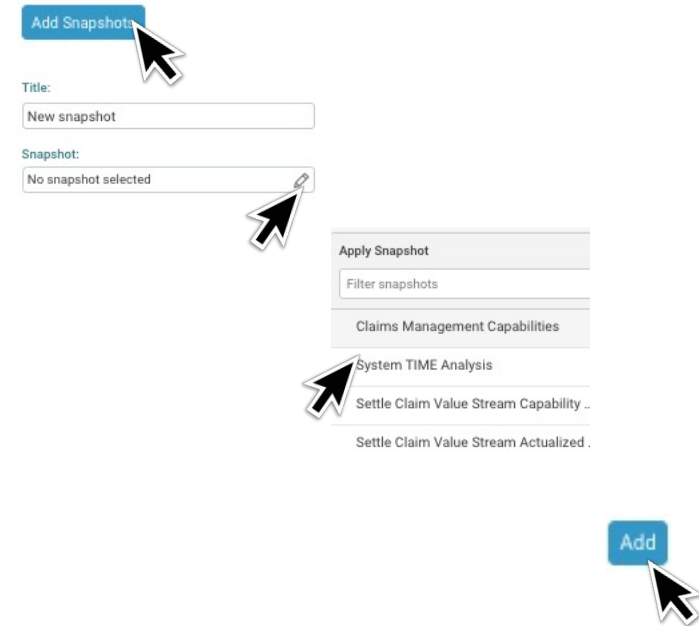 Add Snapshots
Title:
New snapshot
Snapshot:
No snapshot selected
Apply Snapshot
Filter snapshots
Claims Management Capabilities
System TIME Analysis
Settle Claim Value Stream Capability ..
Settle Claim Value Stream Actualized .
Add